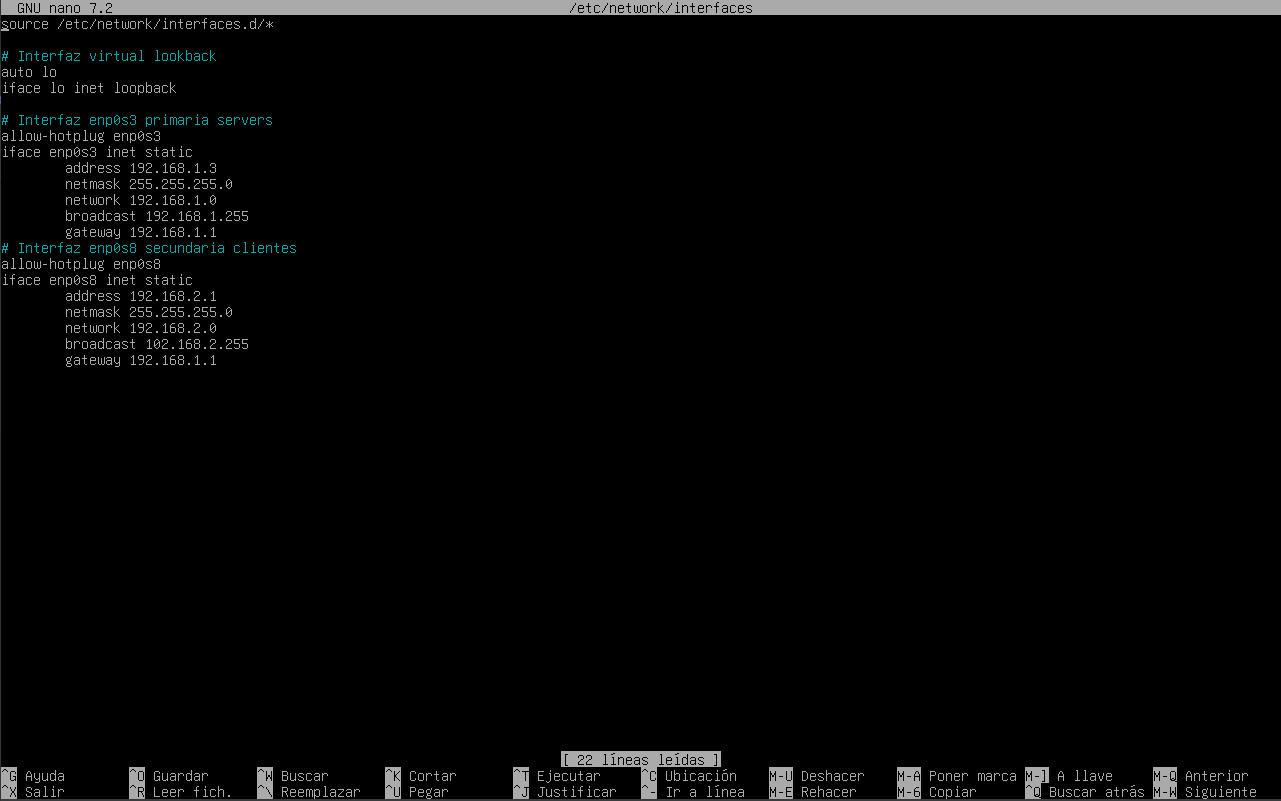 GNU nano 7.2 /etc/network/interfaces
source /etc/network/interfaces.d/*
# Interfaz virtual lookback
auto lo
iface lo inet loopback
# Interfaz enp0s3 primaria servers
allow-hotplug enp0s3
iface enp0s3 inet static
address 192.168.1.3
netmask 255.255.255.0
network 192.168.1.0
broadcast 192.168.1.255
gateway 192.168.1.1
# Interfaz enp0s8 secundaria clientes
allow-hotplug enp0s8
iface enp0s8 inet static
address 192.168.2.1
netmask 255.255.255.0
network 192.168.2.0
broadcast 102.168.2.255
gateway 192.168.1.1
[ 22 líneas leídas ]
^G Ayuda ^O Guardar ^W Buscar ^K Cortar ^T Ejecutar ^C Ubicación M-U Deshacer M-A Poner marca M-] A llave M-Q Anterior
^X Salir ^R Leer fich. ^\ Reemplazar ^U Pegar ^J Justificar ^- Ir a línea M-E Rehacer M-6 Copiar ^Q Buscar atrás M-W Siguiente